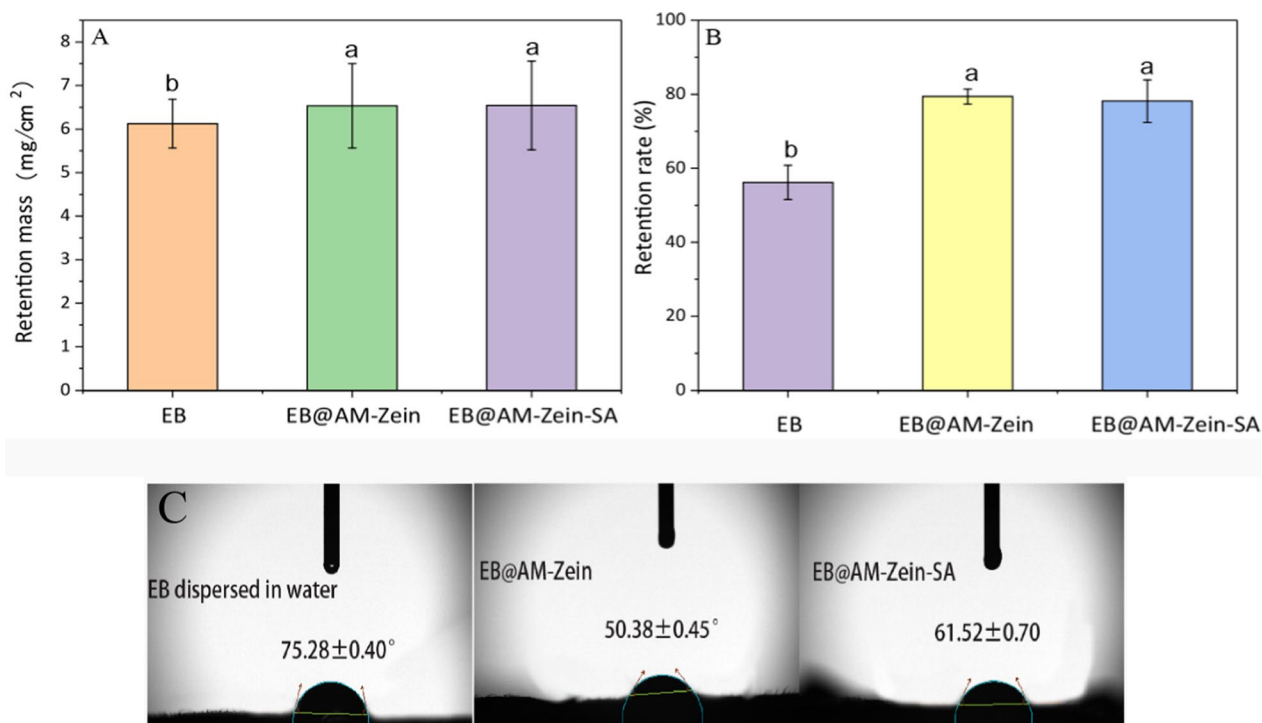 A
Retention mass (mg/cm²)
8
7
6
5
4
3
2
1
0
b
a
a
EB
EB@AM-Zein
EB@AM-Zein-SA
B
Retention rate (%)
100
80
60
40
20
0
b
a
a
EB
EB@AM-Zein
EB@AM-Zein-SA
C
EB dispersed in water
75.28±0.40°
EB@AM-Zein
50.38±0.45°
EB@AM-Zein-SA
61.52±0.70